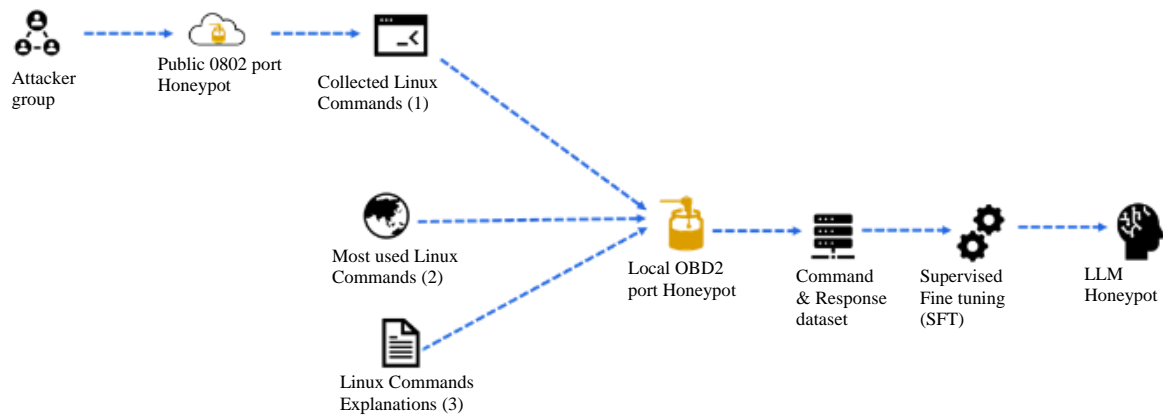 Attacker
group
Public 0802 port
Honeypot
Collected Linux
Commands (1)
Most used Linux
Commands (2)
Linux Commands
Explanations (3)
Local OBD2
port Honeypot
Command
& Response
dataset
Supervised
Fine tuning
(SFT)
LLM
Honeypot